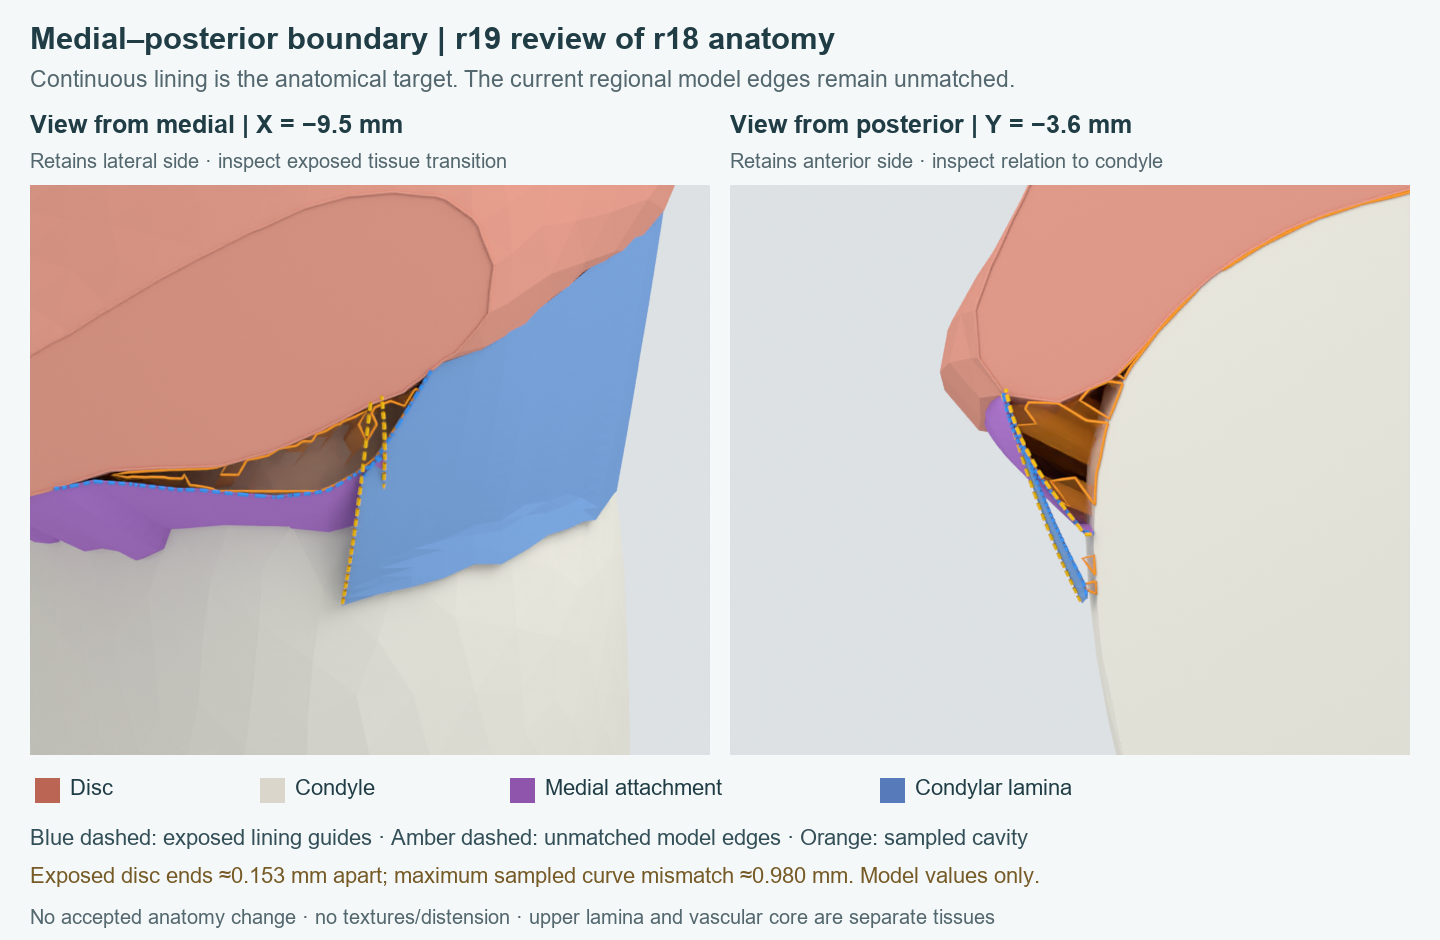 Medial–posterior boundary | r19 review of r18 anatomy
Continuous lining is the anatomical target. The current regional model edges remain unmatched.
View from medial | X = −9.5 mm
Retains lateral side · inspect exposed tissue transition
View from posterior | Y = −3.6 mm
Retains anterior side · inspect relation to condyle
Disc
Condyle
Medial attachment
Condylar lamina
Blue dashed: exposed lining guides · Amber dashed: unmatched model edges · Orange: sampled cavity
Exposed disc ends ≈0.153 mm apart; maximum sampled curve mismatch ≈0.980 mm. Model values only.
No accepted anatomy change · no textures/distension · upper lamina and vascular core are separate tissues